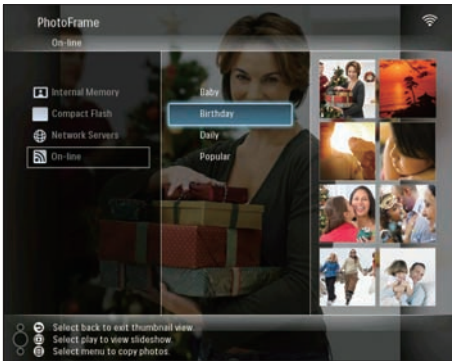 PhotoFrame
On-line
Internal Memory
Compact Flash
Network Servers
On-line
Baby
Birthday
Daily
Popular
Select back to exit thumbnail view.
Select play to view slideshow.
Select menu to copy photos.